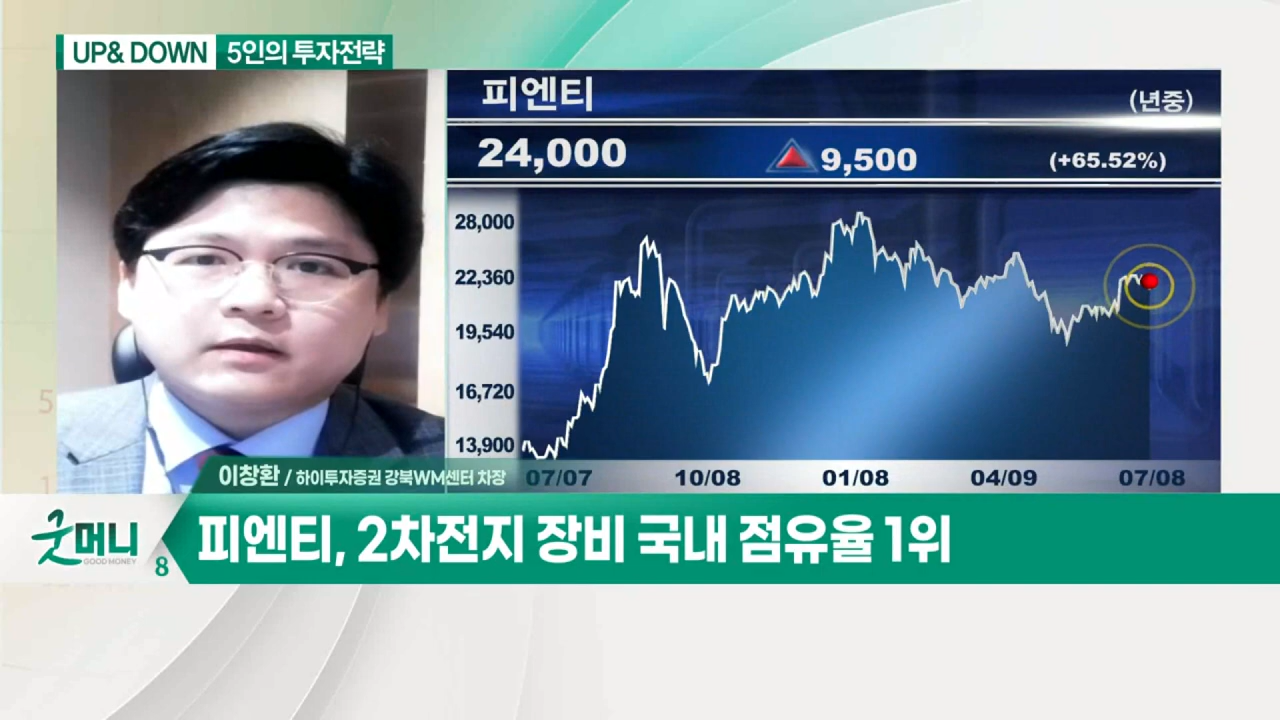 UP& DOWN 5인의 투자전략
피엔티
(년중)
24,000 9,500 (+65.52%)
28,000
22,360
19,540
16,720
13,900
07/07 10/08 01/08 04/09 07/08
이창환 / 하이투자증권 강북WM센터 차장
굿머니
GOOD MONEY
8
피엔티, 2차전지 장비 국내 점유율 1위
5
1